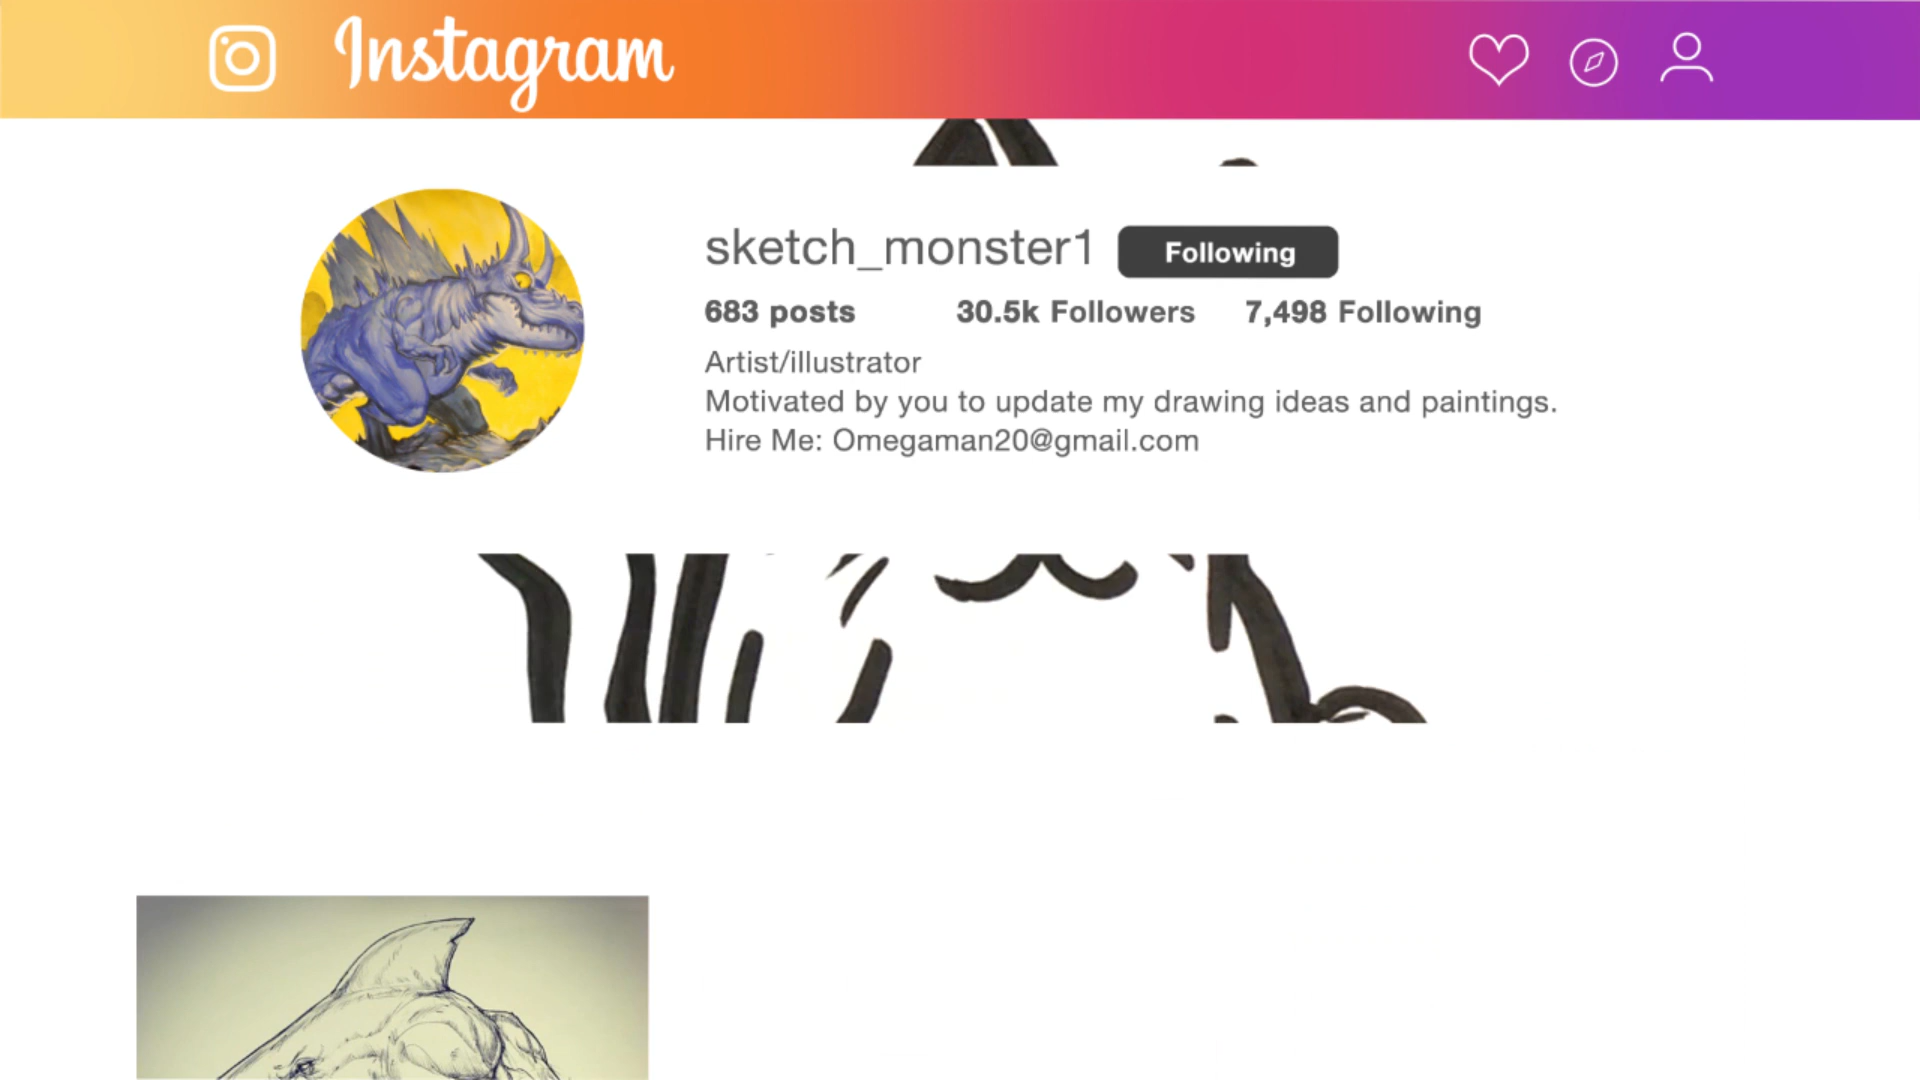 Instagram
sketch_monster1 Following
683 posts 30.5k Followers 7,498 Following
Artist/illustrator
Motivated by you to update my drawing ideas and paintings.
Hire Me: Omegaman20@gmail.com